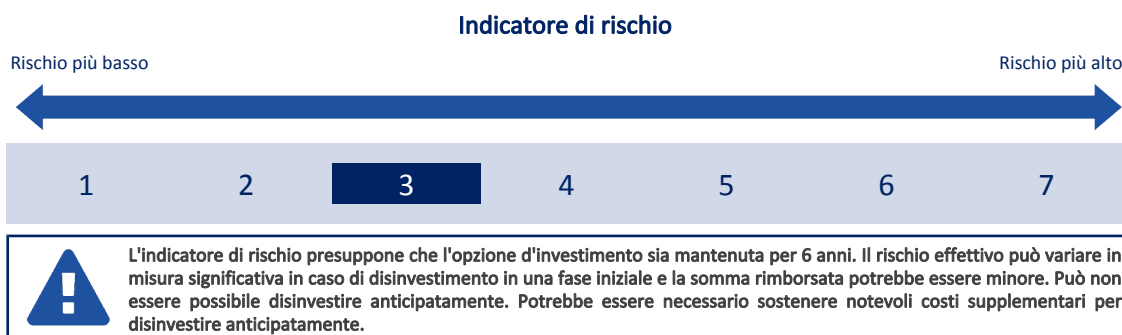 Indicatore di rischio
Rischio più basso
Rischio più alto
1 2 3 4 5 6 7
L'indicatore di rischio presuppone che l'opzione d'investimento sia mantenuta per 6 anni. Il rischio effettivo può variare in
misura significativa in caso di disinvestimento in una fase iniziale e la somma rimborsata potrebbe essere minore. Può non
essere possibile disinvestire anticipatamente. Potrebbe essere necessario sostenere notevoli costi supplementari per
disinvestire anticipatamente.